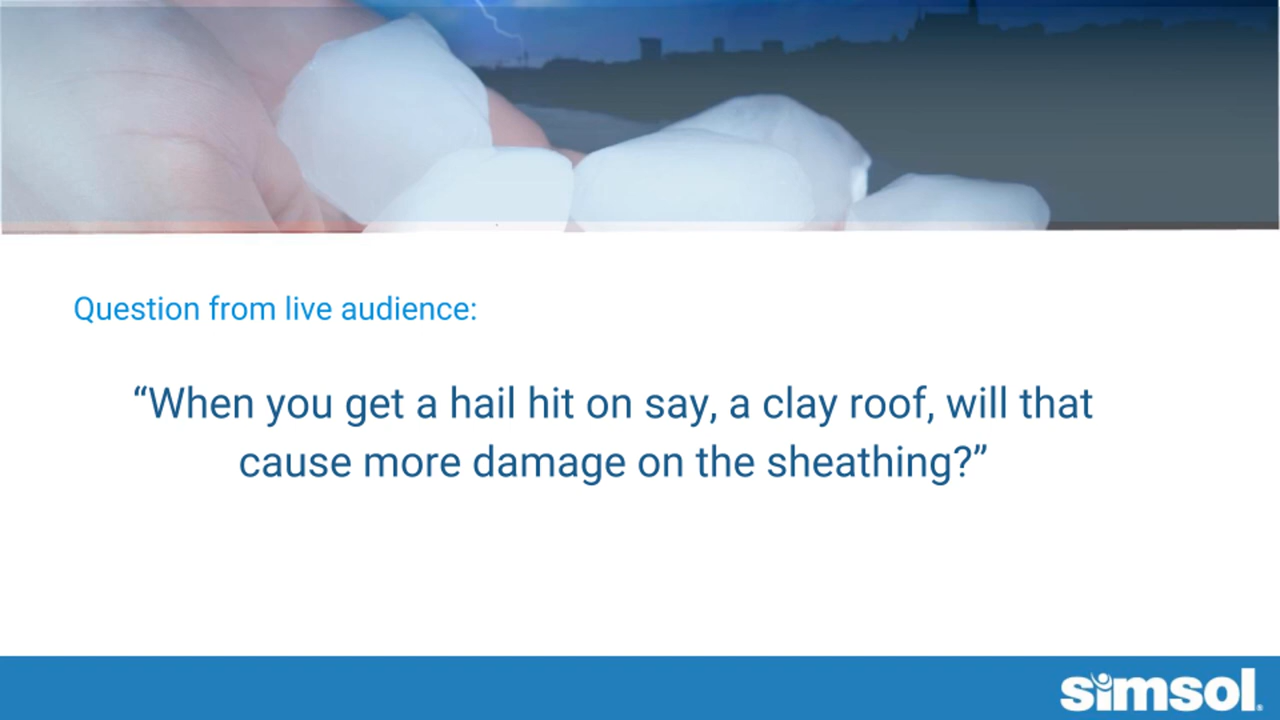 Question from live audience:
“When you get a hail hit on say, a clay roof, will that
cause more damage on the sheathing?”
simsol®